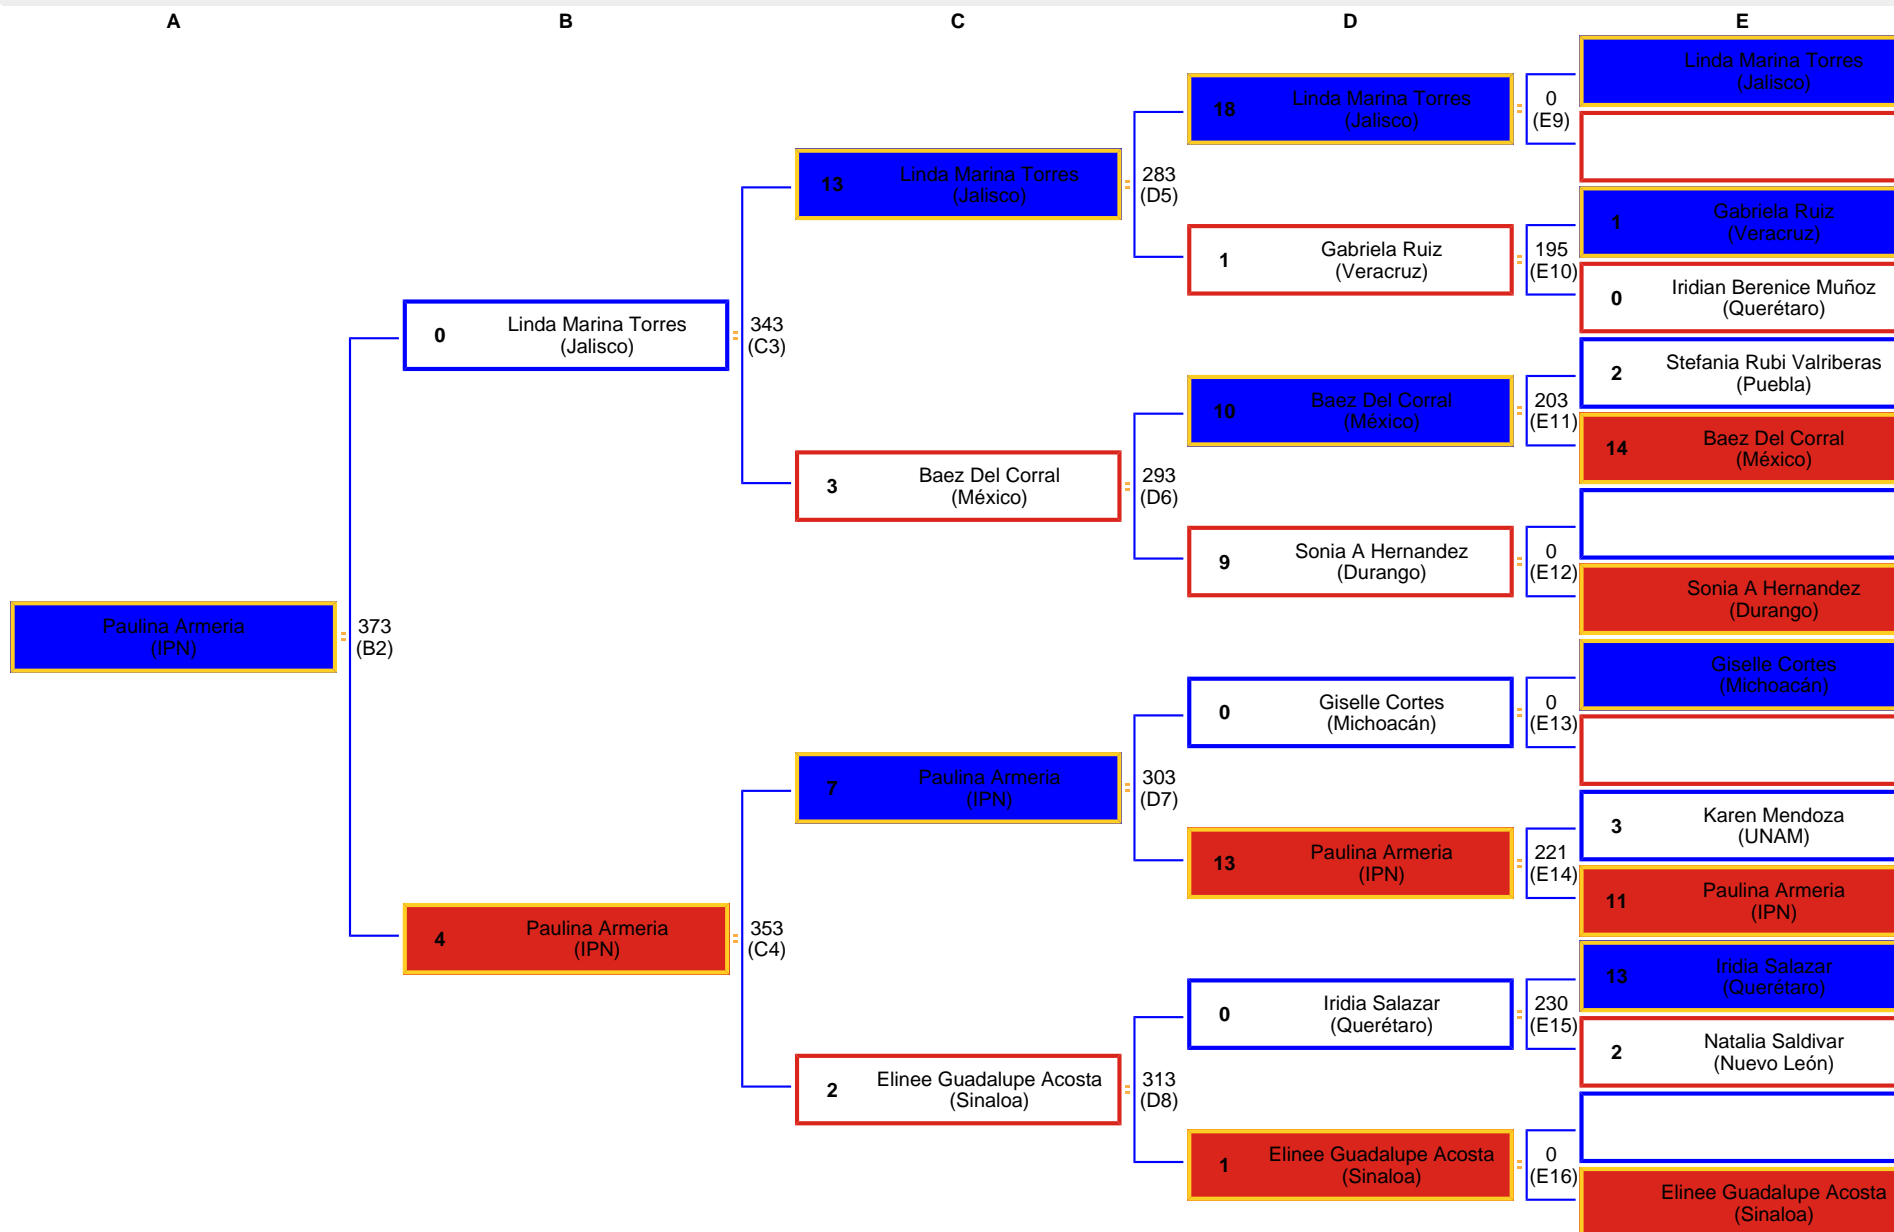 A
B
C
D
E
Paulina Armeria
(IPN)
373
(B2)
0
Linda Marina Torres
(Jalisco)
343
(C3)
4
Paulina Armeria
(IPN)
353
(C4)
13
Linda Marina Torres
(Jalisco)
283
(D5)
3
Baez Del Corral
(México)
293
(D6)
7
Paulina Armeria
(IPN)
303
(D7)
2
Elinee Guadalupe Acosta
(Sinaloa)
313
(D8)
18
Linda Marina Torres
(Jalisco)
0
(E9)
1
Gabriela Ruiz
(Veracruz)
195
(E10)
10
Baez Del Corral
(México)
203
(E11)
9
Sonia A Hernandez
(Durango)
0
(E12)
0
Giselle Cortes
(Michoacán)
0
(E13)
13
Paulina Armeria
(IPN)
221
(E14)
0
Iridia Salazar
(Querétaro)
230
(E15)
1
Elinee Guadalupe Acosta
(Sinaloa)
0
(E16)
Linda Marina Torres
(Jalisco)
1
Gabriela Ruiz
(Veracruz)
0
Iridian Berenice Muñoz
(Querétaro)
2
Stefania Rubi Valriberas
(Puebla)
14
Baez Del Corral
(México)
Sonia A Hernandez
(Durango)
Giselle Cortes
(Michoacán)
3
Karen Mendoza
(UNAM)
11
Paulina Armeria
(IPN)
13
Iridia Salazar
(Querétaro)
2
Natalia Saldivar
(Nuevo León)
Elinee Guadalupe Acosta
(Sinaloa)